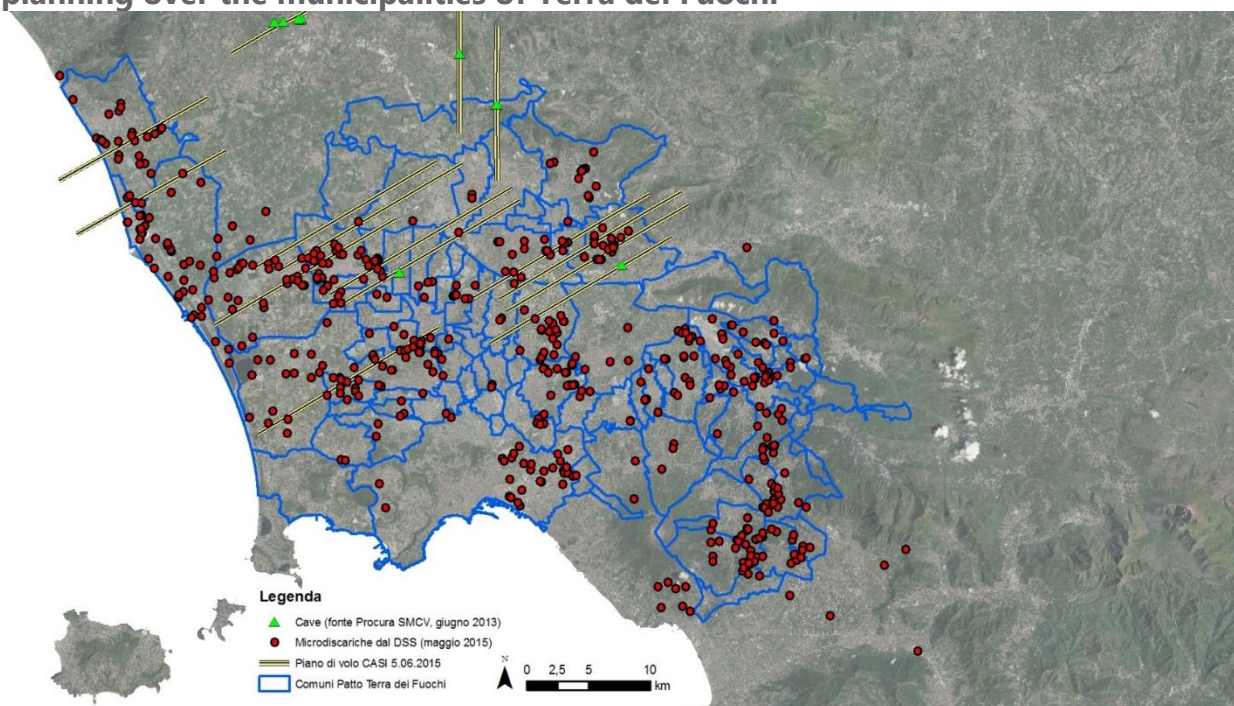 planning over the municipalities of Terra dei Fuochi
Legenda
Cave (fonte Procura SMCV, giugno 2013)
Microdiscariche dal DSS (maggio 2015)
Piano di volo CASI 5.06.2015
Comuni Patto Terra dei Fuochi
N
0 2,5 5 10
km